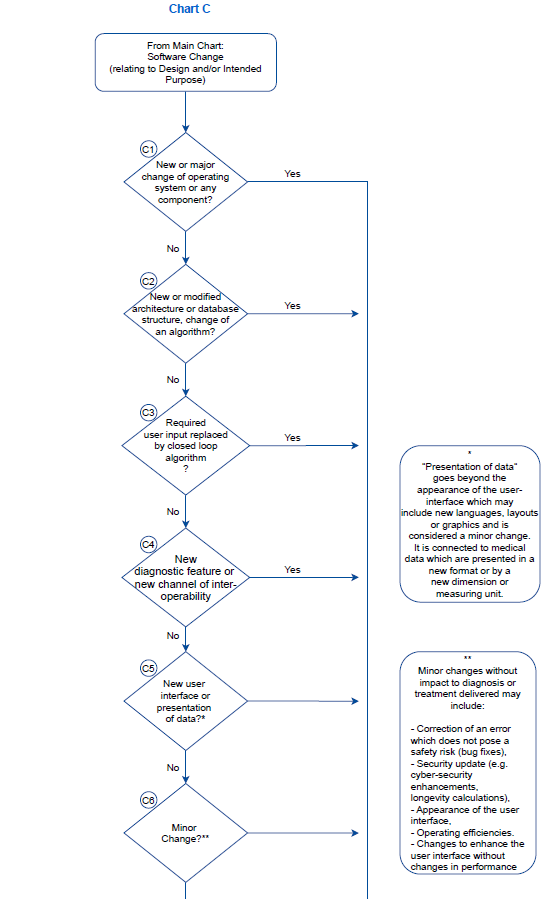 Chart C
From Main Chart:
Software Change
(relating to Design and/or Intended
Purpose)
C1
New or major
change of operating
system or any
component?
Yes
No
C2
New or modified
architecture or database
structure, change of
an algorithm?
Yes
No
C3
Required
user input replaced
by closed loop
algorithm
?
Yes
No
C4
New
diagnostic feature or
new channel of inter-
operability
Yes
No
C5
New user
interface or
presentation
of data?*
No
C6
Minor
Change?**
*
"Presentation of data"
goes beyond the
appearance of the user-
interface which may
include new languages, layouts
or graphics and is
considered a minor change.
It is connected to medical
data which are presented in a
new format or by a
new dimension or
measuring unit.
**
Minor changes without
impact to diagnosis or
treatment delivered may
include:
- Correction of an error
which does not pose a
safety risk (bug fixes),
- Security update (e.g.
cyber-security
enhancements,
longevity calculations),
- Appearance of the user
interface,
- Operating efficiencies.
- Changes to enhance the
user interface without
changes in performance